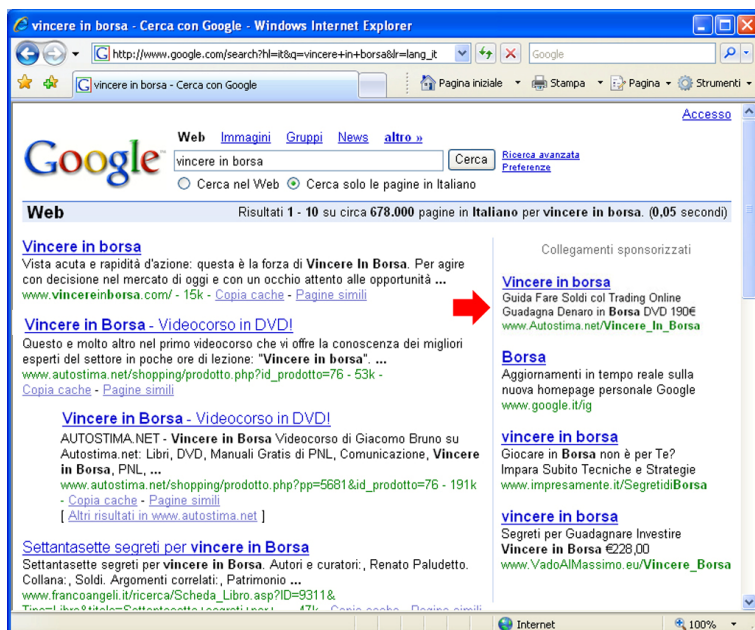 vincere in borsa - Cerca con Google - Windows Internet Explorer
http://www.google.com/search?hl=it&q=vincere+in+borsa&lr=lang_it
Google
vincere in borsa - Cerca con Google
Pagina iniziale
Stampa
Pagina
Strumenti
Accesso
Google
Web Immagini Gruppi News altro »
vincere in borsa
Cerca
Ricerca avanzata
Preferenze
Cerca nel Web Cerca solo le pagine in Italiano
Web
Risultati 1 - 10 su circa 678.000 pagine in Italiano per vincere in borsa. (0,05 secondi)
Vincere in borsa
Vista acuta e rapidità d'azione: questa è la forza di Vincere In Borsa. Per agire
con decisione nel mercato di oggi e con un occhio attento alle opportunità ...
www.vincereinborsa.com/ - 15k - Copia cache - Pagine simili
Vincere in Borsa - Videocorso in DVD!
Questo e molto altro nel primo videocorso che vi offre la conoscenza dei migliori
esperti del settore in poche ore di lezione: "Vincere in borsa". ...
www.autostima.net/shopping/prodotto.php?id_prodotto=76 - 53k -
Copia cache - Pagine simili
Vincere in Borsa - Videocorso in DVD!
AUTOSTIMA.NET - Vincere in Borsa Videocorso di Giacomo Bruno su
Autostima.net: Libri, DVD, Manuali Gratis di PNL, Comunicazione, Vincere
in Borsa, PNL, ...
www.autostima.net/shopping/prodotto.php?pp=5681&id_prodotto=76 - 191k
- Copia cache - Pagine simili
[ Altri risultati in www.autostima.net ]
Settantasette segreti per vincere in Borsa
Settantasette segreti per vincere in Borsa. Autori e curatori:, Renato Paludetto.
Collana:, Soldi. Argomenti correlati:, Patrimonio ...
www.francoangeli.it/ricerca/Scheda_Libro.asp?ID=9311&
Tipo=Libro&titolo=Settantasette+segreti+per+... - 47k - Copia cache - Pagine simili
Collegamenti sponsorizzati
Vincere in borsa
Guida Fare Soldi col Trading Online
Guadagna Denaro in Borsa DVD 190€
www.Autostima.net/Vincere_In_Borsa
Borsa
Aggiornamenti in tempo reale sulla
nuova homepage personale Google
www.google.it/ig
vincere in borsa
Giocare in Borsa non è per Te?
Impara Subito Tecniche e Strategie
www.impresamente.it/SegretidiBorsa
vincere in borsa
Segreti per Guadagnare Investire
Vincere in Borsa €228,00
www.VadoAlMassimo.eu/Vincere_Borsa
Internet
100%